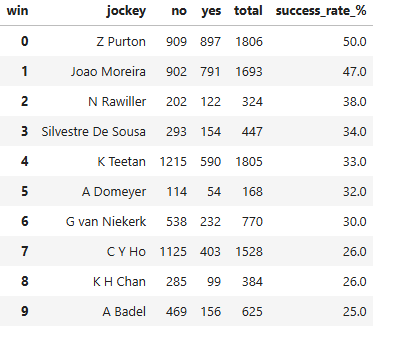 win jockey no yes total success_rate_%
0 Z Purton 909 897 1806 50.0
1 Joao Moreira 902 791 1693 47.0
2 N Rawiller 202 122 324 38.0
3 Silvestre De Sousa 293 154 447 34.0
4 K Teetan 1215 590 1805 33.0
5 A Domeyer 114 54 168 32.0
6 G van Niekerk 538 232 770 30.0
7 C Y Ho 1125 403 1528 26.0
8 K H Chan 285 99 384 26.0
9 A Badel 469 156 625 25.0